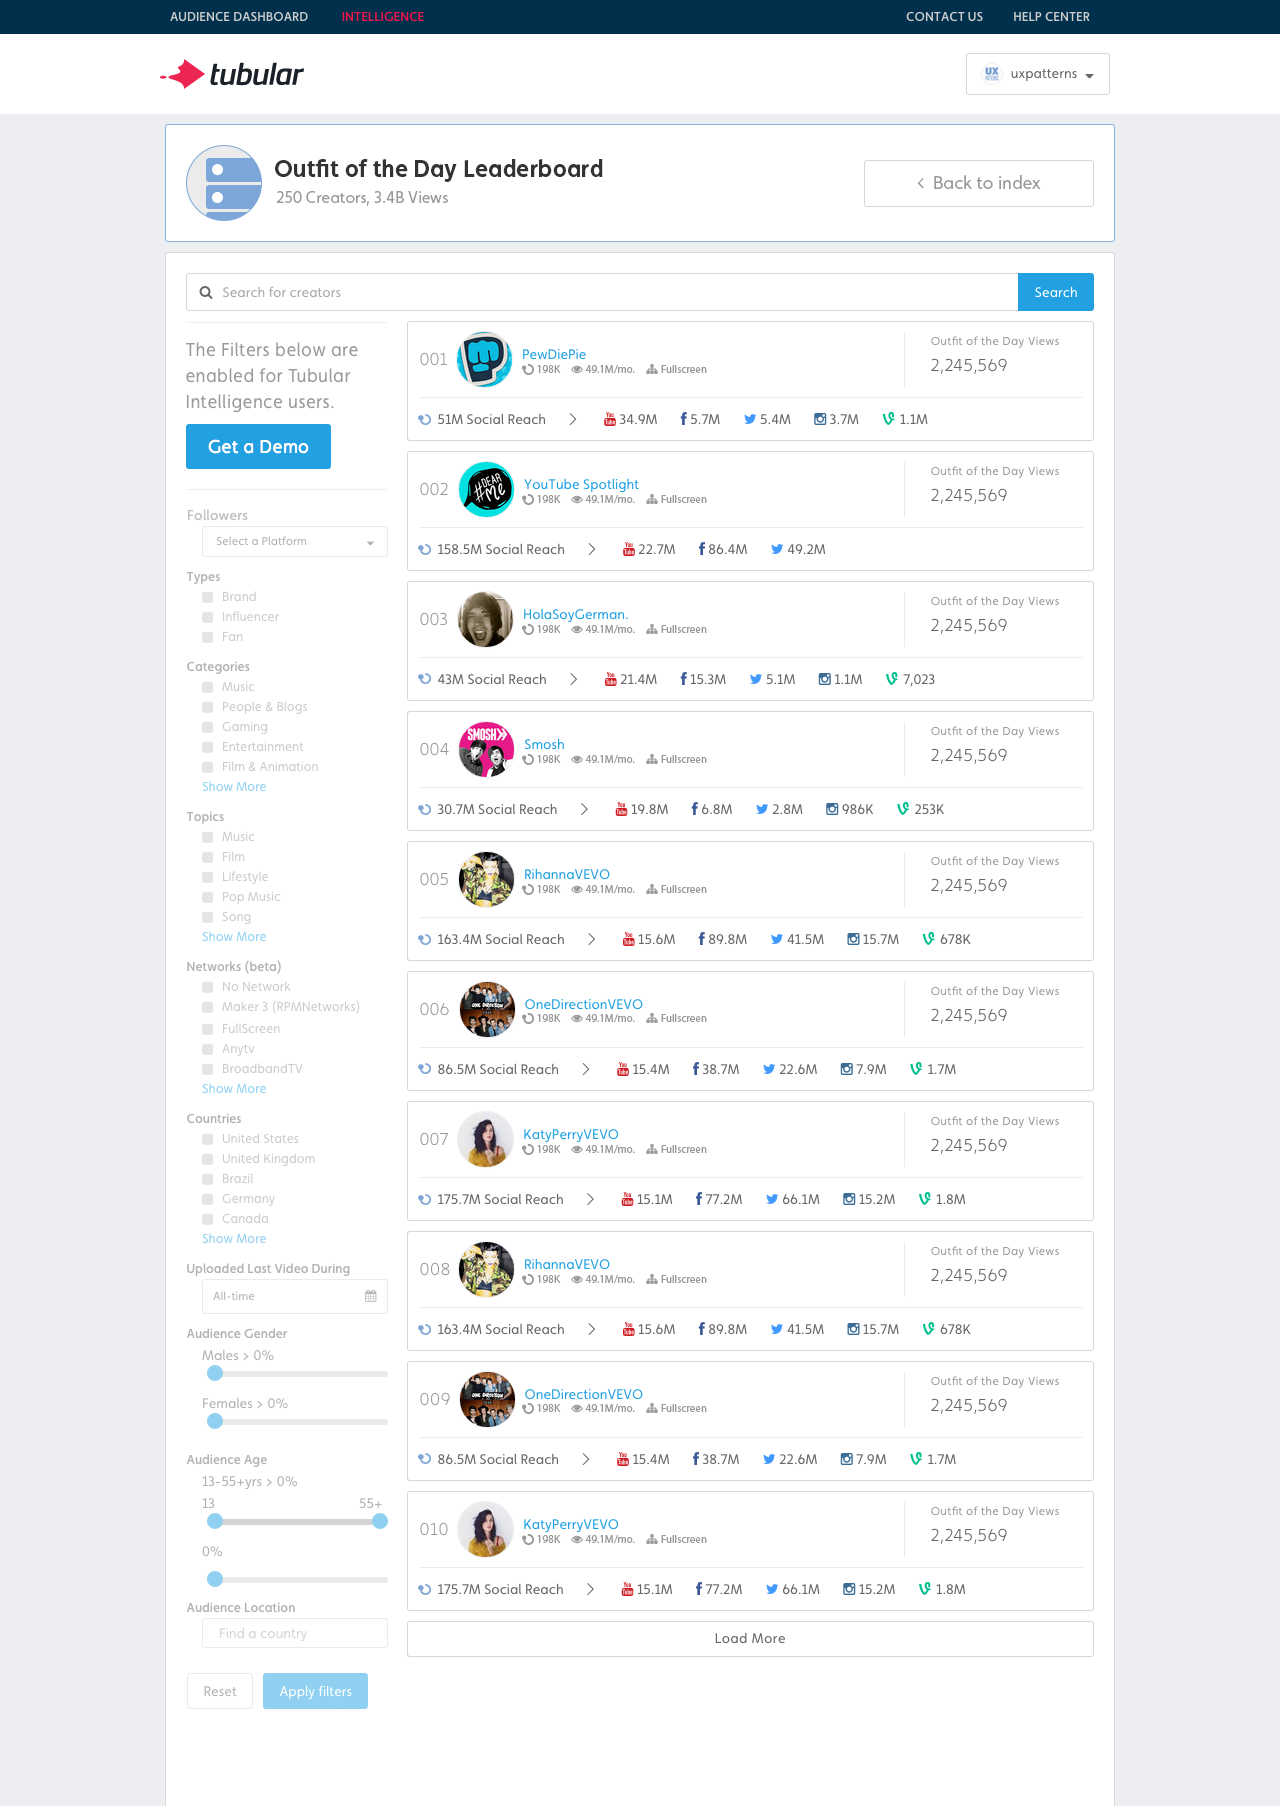 AUDIENCE DASHBOARD INTELLIGENCE CONTACT US HELP CENTER
tubular
UX uxpatterns
Outfit of the Day Leaderboard
250 Creators, 3.4B Views
Back to index
Search for creators Search
The Filters below are
enabled for Tubular
Intelligence users.
Get a Demo
Followers
Select a Platform
Types
Brand
Influencer
Fan
Categories
Music
People & Blogs
Gaming
Entertainment
Film & Animation
Show More
Topics
Music
Film
Lifestyle
Pop Music
Song
Show More
Networks (beta)
No Network
Maker 3 (RPMNetworks)
FullScreen
Anytv
BroadbandTV
Show More
Countries
United States
United Kingdom
Brazil
Germany
Canada
Show More
Uploaded Last Video During
All-time
Audience Gender
Males > 0%
Females > 0%
Audience Age
13-55+yrs > 0%
13 55+
0%
Audience Location
Find a country
Reset Apply filters
001 PewDiePie
198K 49.1M/mo. Fullscreen
Outfit of the Day Views
2,245,569
51M Social Reach 34.9M 5.7M 5.4M 3.7M 1.1M
002 DEAR #ME YouTube Spotlight
198K 49.1M/mo. Fullscreen
Outfit of the Day Views
2,245,569
158.5M Social Reach 22.7M 86.4M 49.2M
003 HolaSoyGerman.
198K 49.1M/mo. Fullscreen
Outfit of the Day Views
2,245,569
43M Social Reach 21.4M 15.3M 5.1M 1.1M 7,023
004 SMOSH Smosh
198K 49.1M/mo. Fullscreen
Outfit of the Day Views
2,245,569
30.7M Social Reach 19.8M 6.8M 2.8M 986K 253K
005 RihannaVEVO
198K 49.1M/mo. Fullscreen
Outfit of the Day Views
2,245,569
163.4M Social Reach 15.6M 89.8M 41.5M 15.7M 678K
006 ONE DIRECTION OneDirectionVEVO
198K 49.1M/mo. Fullscreen
Outfit of the Day Views
2,245,569
86.5M Social Reach 15.4M 38.7M 22.6M 7.9M 1.7M
007 KatyPerryVEVO
198K 49.1M/mo. Fullscreen
Outfit of the Day Views
2,245,569
175.7M Social Reach 15.1M 77.2M 66.1M 15.2M 1.8M
008 RihannaVEVO
198K 49.1M/mo. Fullscreen
Outfit of the Day Views
2,245,569
163.4M Social Reach 15.6M 89.8M 41.5M 15.7M 678K
009 ONE DIRECTION OneDirectionVEVO
198K 49.1M/mo. Fullscreen
Outfit of the Day Views
2,245,569
86.5M Social Reach 15.4M 38.7M 22.6M 7.9M 1.7M
010 KatyPerryVEVO
198K 49.1M/mo. Fullscreen
Outfit of the Day Views
2,245,569
175.7M Social Reach 15.1M 77.2M 66.1M 15.2M 1.8M
Load More